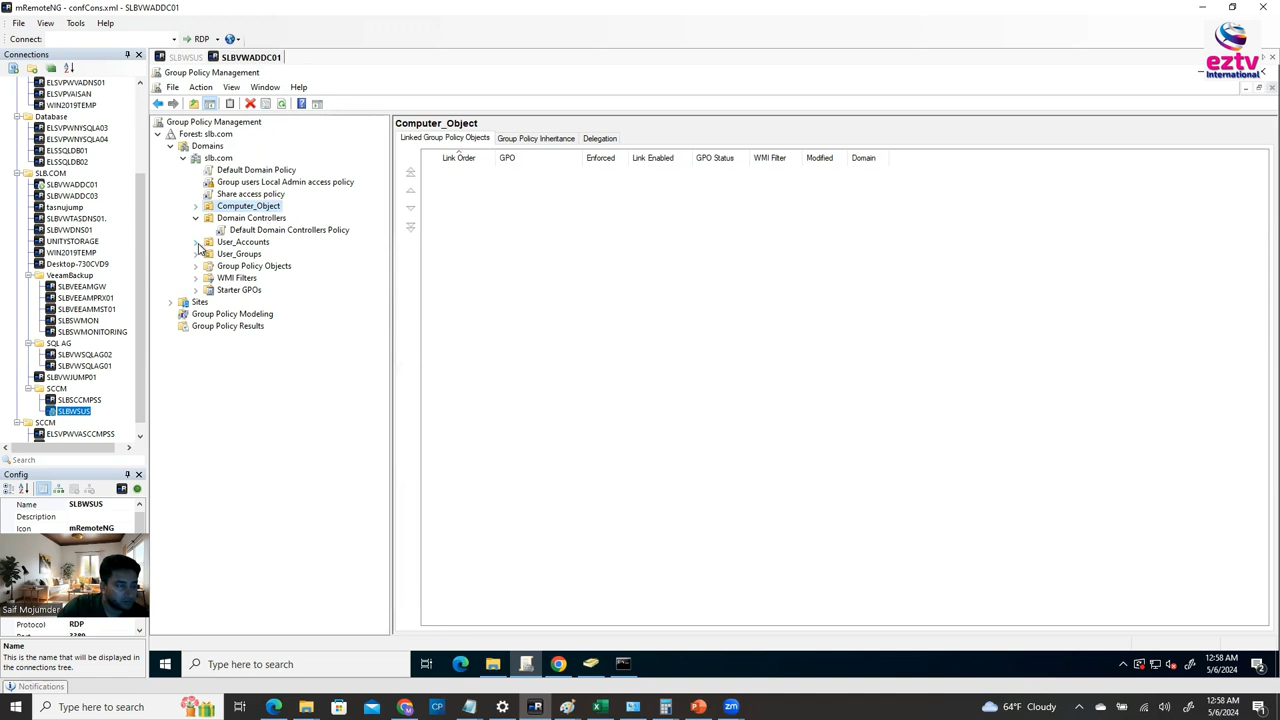 mRemoteNG - confCons.xml - SLBVWADDC01
File View Tools Help
Connect: RDP
Connections
ELSVPWVADNS01
ELSVPWVAISAN
WIN2019TEMP
Database
ELSVPWNYSQLA03
ELSVPWNYSQLA04
ELSSQLDB01
ELSSQLDB02
SLB.COM
SLBVWADDC01
SLBVWADDC03
tasnujump
SLBVWTASDNS01.
SLBVWDNS01
UNITYSTORAGE
WIN2019TEMP
Desktop-730CVD9
VeeamBackup
SLBVEEAMGW
SLBVEEAMPRX01
SLBVEEAMMST01
SLBSWMON
SLBSWMONITORING
SQL AG
SLBVWSQLAG02
SLBVWSQLAG01
SLBVWJUMP01
SCCM
SLBSCCMPSS
SLBWSUS
SCCM
ELSVPWVASCCMPSS
Search
Config
Name SLBWSUS
Description
Icon mRemoteNG
Saif Mojumder
Protocol RDP
Name
This is the name that will be displayed in
the connections tree.
Notifications
SLBWSUS SLBVWADDC01
Group Policy Management
File Action View Window Help
Group Policy Management
Forest: slb.com
Domains
slb.com
Default Domain Policy
Group users Local Admin access policy
Share access policy
Computer_Object
Domain Controllers
Default Domain Controllers Policy
User_Accounts
User_Groups
Group Policy Objects
WMI Filters
Starter GPOs
Sites
Group Policy Modeling
Group Policy Results
Computer_Object
Linked Group Policy Objects Group Policy Inheritance Delegation
Link Order GPO Enforced Link Enabled GPO Status WMI Filter Modified Domain
eztv
International
Type here to search
12:58 AM
5/6/2024
2
Type here to search
64°F Cloudy
12:58 AM
5/6/2024
1